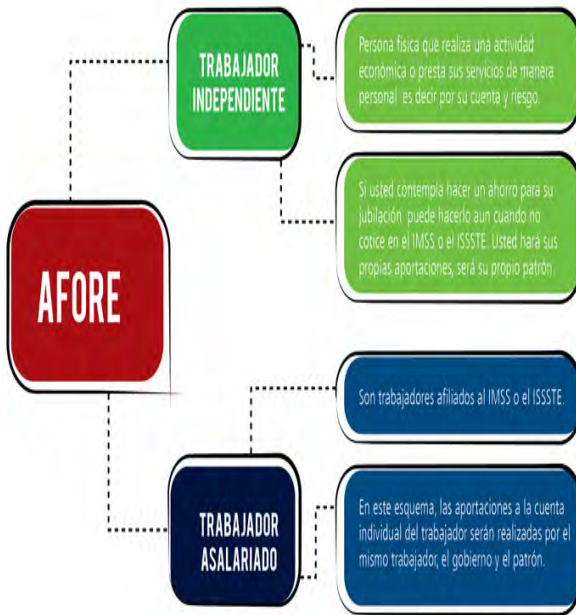 AFORE
TRABAJADOR
INDEPENDIENTE
Persona física que realiza una actividad
económica o presta sus servicios de manera
personal es decir por su cuenta y riesgo.
Si usted contempla hacer un ahorro para su
jubilación puede hacerlo aun cuando no
cotice en el IMSS o el ISSSTE. Usted hará sus
propias aportaciones, será su propio patrón.
TRABAJADOR
ASALARIADO
Son trabajadores afiliados al IMSS o el ISSSTE.
En este esquema, las aportaciones a la cuenta
individual del trabajador serán realizadas por el
mismo trabajador, el gobierno y el patrón.